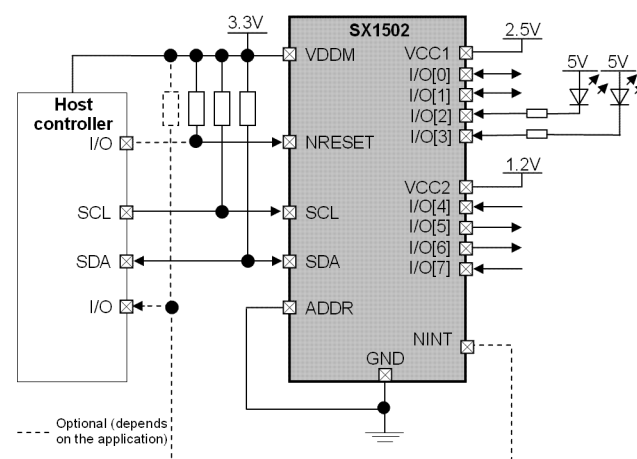 3.3V
SX1502
VDDM
VCC1
2.5V
I/O[0]
I/O[1]
I/O[2]
I/O[3]
5V
5V
Host
controller
I/O
NRESET
VCC2
1.2V
SCL
SCL
I/O[4]
I/O[5]
I/O[6]
I/O[7]
SDA
SDA
I/O
ADDR
NINT
GND
Optional (depends
on the application)